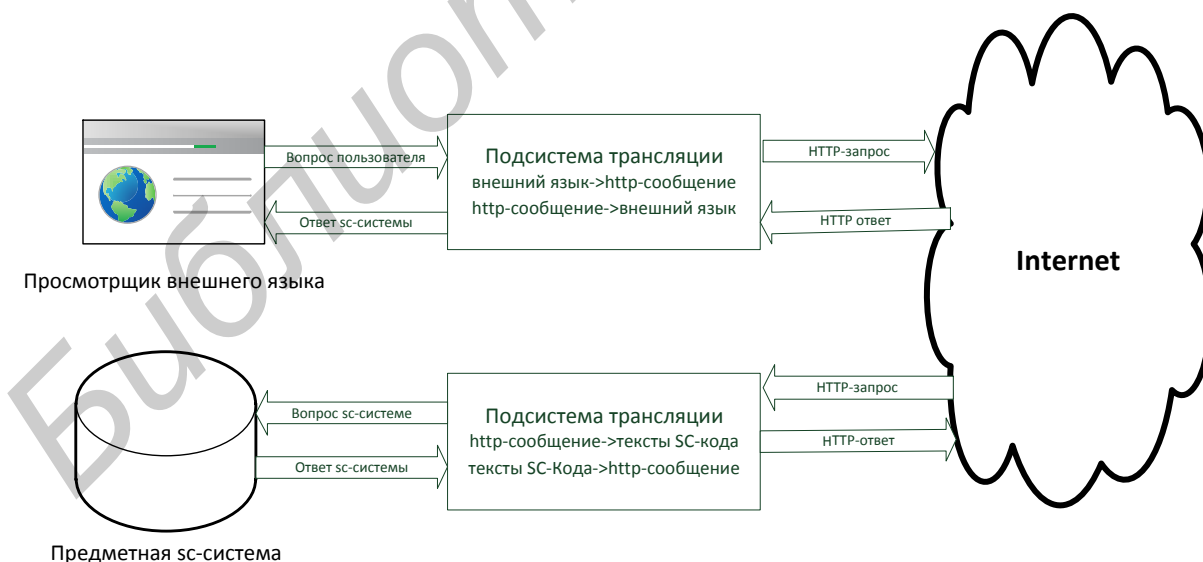 Вопрос пользователя
Ответ sc-системы
Просмотрщик внешнего языка
Подсистема трансляции
внешний язык->http-сообщение
http-сообщение->внешний язык
HTTP-запрос
HTTP ответ
Internet
Вопрос sc-системе
Ответ sc-системы
Предметная sc-система
Подсистема трансляции
http-сообщение->тексты SC-кода
тексты SC-Кода->http-сообщение
HTTP-запрос
HTTP-ответ